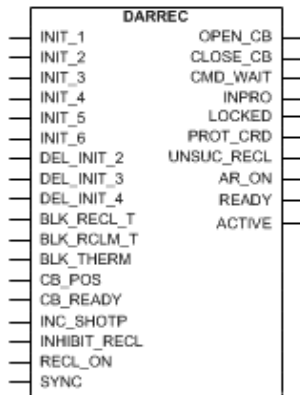 DARREC
INIT_1 OPEN_CB
INIT_2 CLOSE_CB
INIT_3 CMD_WAIT
INIT_4 INPRO
INIT_5 LOCKED
INIT_6 PROT_CRD
DEL_INIT_2 UNSUC_RECL
DEL_INIT_3 AR_ON
DEL_INIT_4 READY
BLK_RECL_T ACTIVE
BLK_RCLM_T
BLK_THERM
CB_POS
CB_READY
INC_SHOTP
INHIBIT_RECL
RECL_ON
SYNC